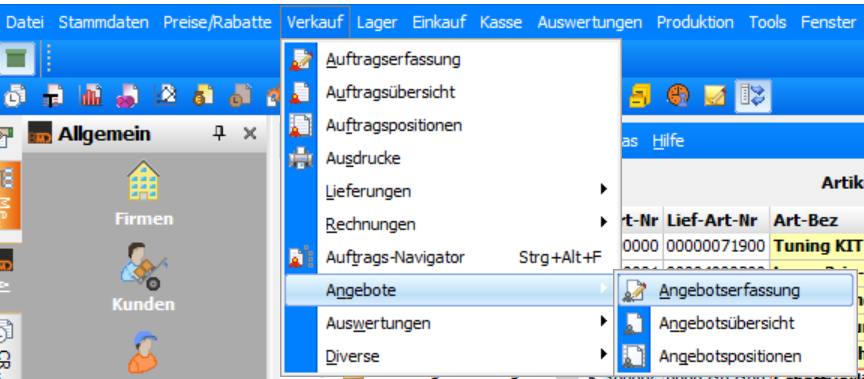 Datei Stammdaten Preise/Rabatte Verkauf Lager Einkauf Kasse Auswertungen Produktion Tools Fenster
Auftragserfassung
Auftragsübersicht
Auftragspositionen
Ausdrucke
Lieferungen
Rechnungen
Auftrags-Navigator Strg+Alt+F
Angebote
Auswertungen
Diverse
Angebotserfassung
Angebotsübersicht
Angebotspositionen
BMD Allgemein
Firmen
Kunden
as Hilfe
Artik
t-Nr Lief-Art-Nr Art-Bez
0000 00000071900 Tuning KIT